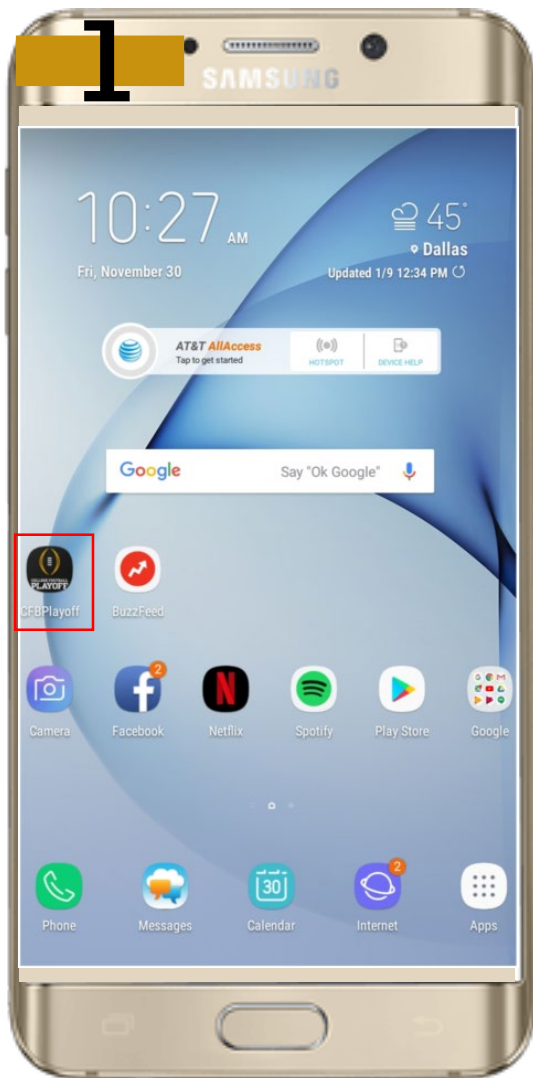 1
SAMSUNG
10:27 AM
45°
Dallas
Fri, November 30
Updated 1/9 12:34 PM
AT&T AllAccess
Tap to get started
HOTSPOT
DEVICE HELP
Google
Say "Ok Google"
COLLEGE FOOTBALL
PLAYOFF
CFBPlayoff
BuzzFeed
2
N
Camera
Facebook
Netflix
Spotify
Play Store
Google
30
2
Phone
Messages
Calendar
Internet
Apps